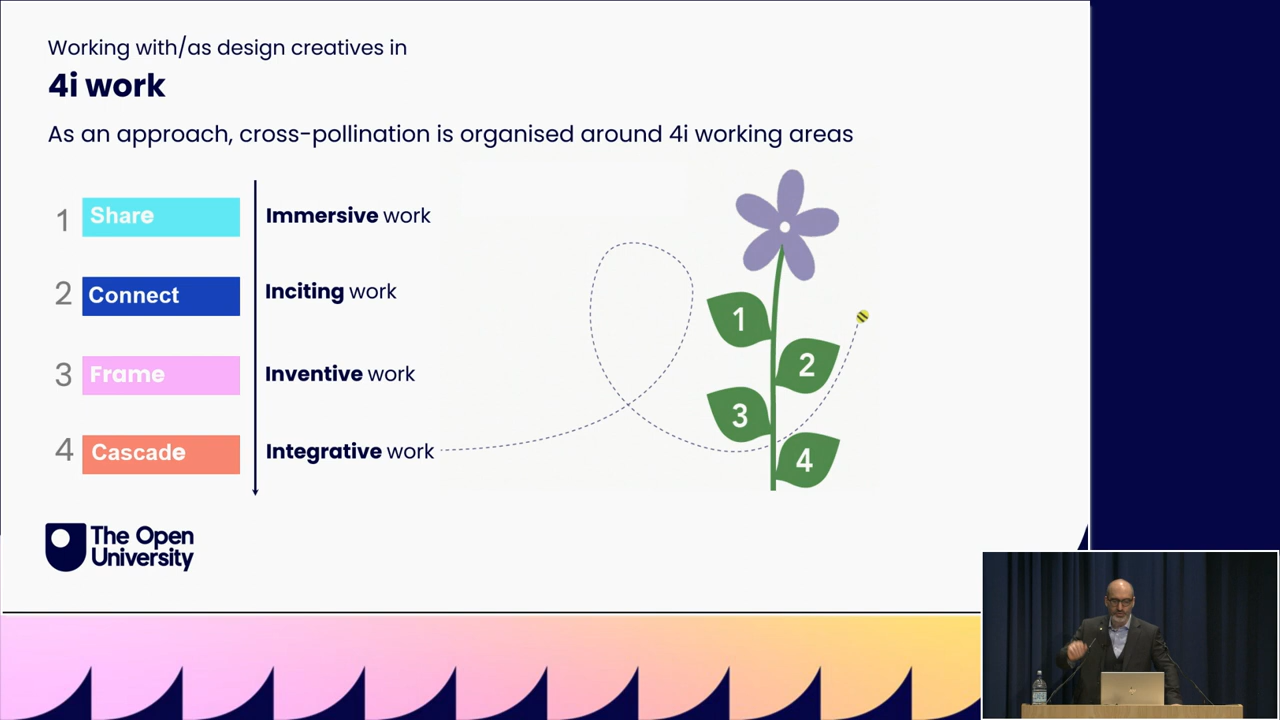 Working with/as design creatives in
4i work
As an approach, cross-pollination is organised around 4i working areas
1 Share Immersive work
2 Connect Inciting work
3 Frame Inventive work
4 Cascade Integrative work
1
2
3
4
The Open
University